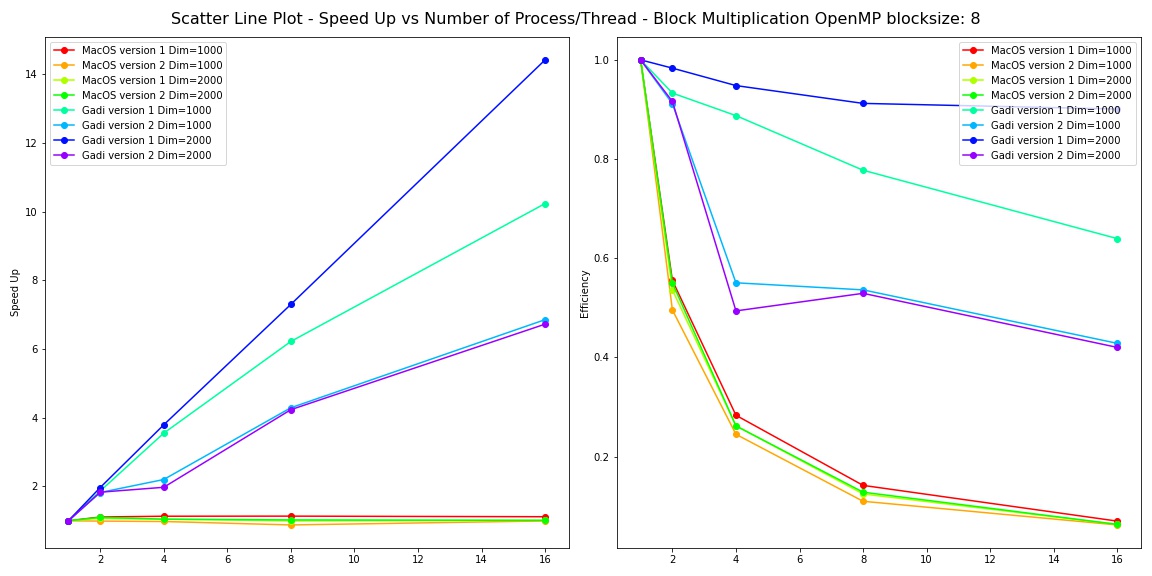 Scatter Line Plot - Speed Up vs Number of Process/Thread - Block Multiplication OpenMP blocksize: 8
MacOS version 1 Dim=1000
MacOS version 2 Dim=1000
MacOS version 1 Dim=2000
MacOS version 2 Dim=2000
Gadi version 1 Dim=1000
Gadi version 2 Dim=1000
Gadi version 1 Dim=2000
Gadi version 2 Dim=2000
Speed Up
14
12
10
8
6
4
2
2 4 6 8 10 12 14 16
MacOS version 1 Dim=1000
MacOS version 2 Dim=1000
MacOS version 1 Dim=2000
MacOS version 2 Dim=2000
Gadi version 1 Dim=1000
Gadi version 2 Dim=1000
Gadi version 1 Dim=2000
Gadi version 2 Dim=2000
Efficiency
1.0
0.8
0.6
0.4
0.2
2 4 6 8 10 12 14 16